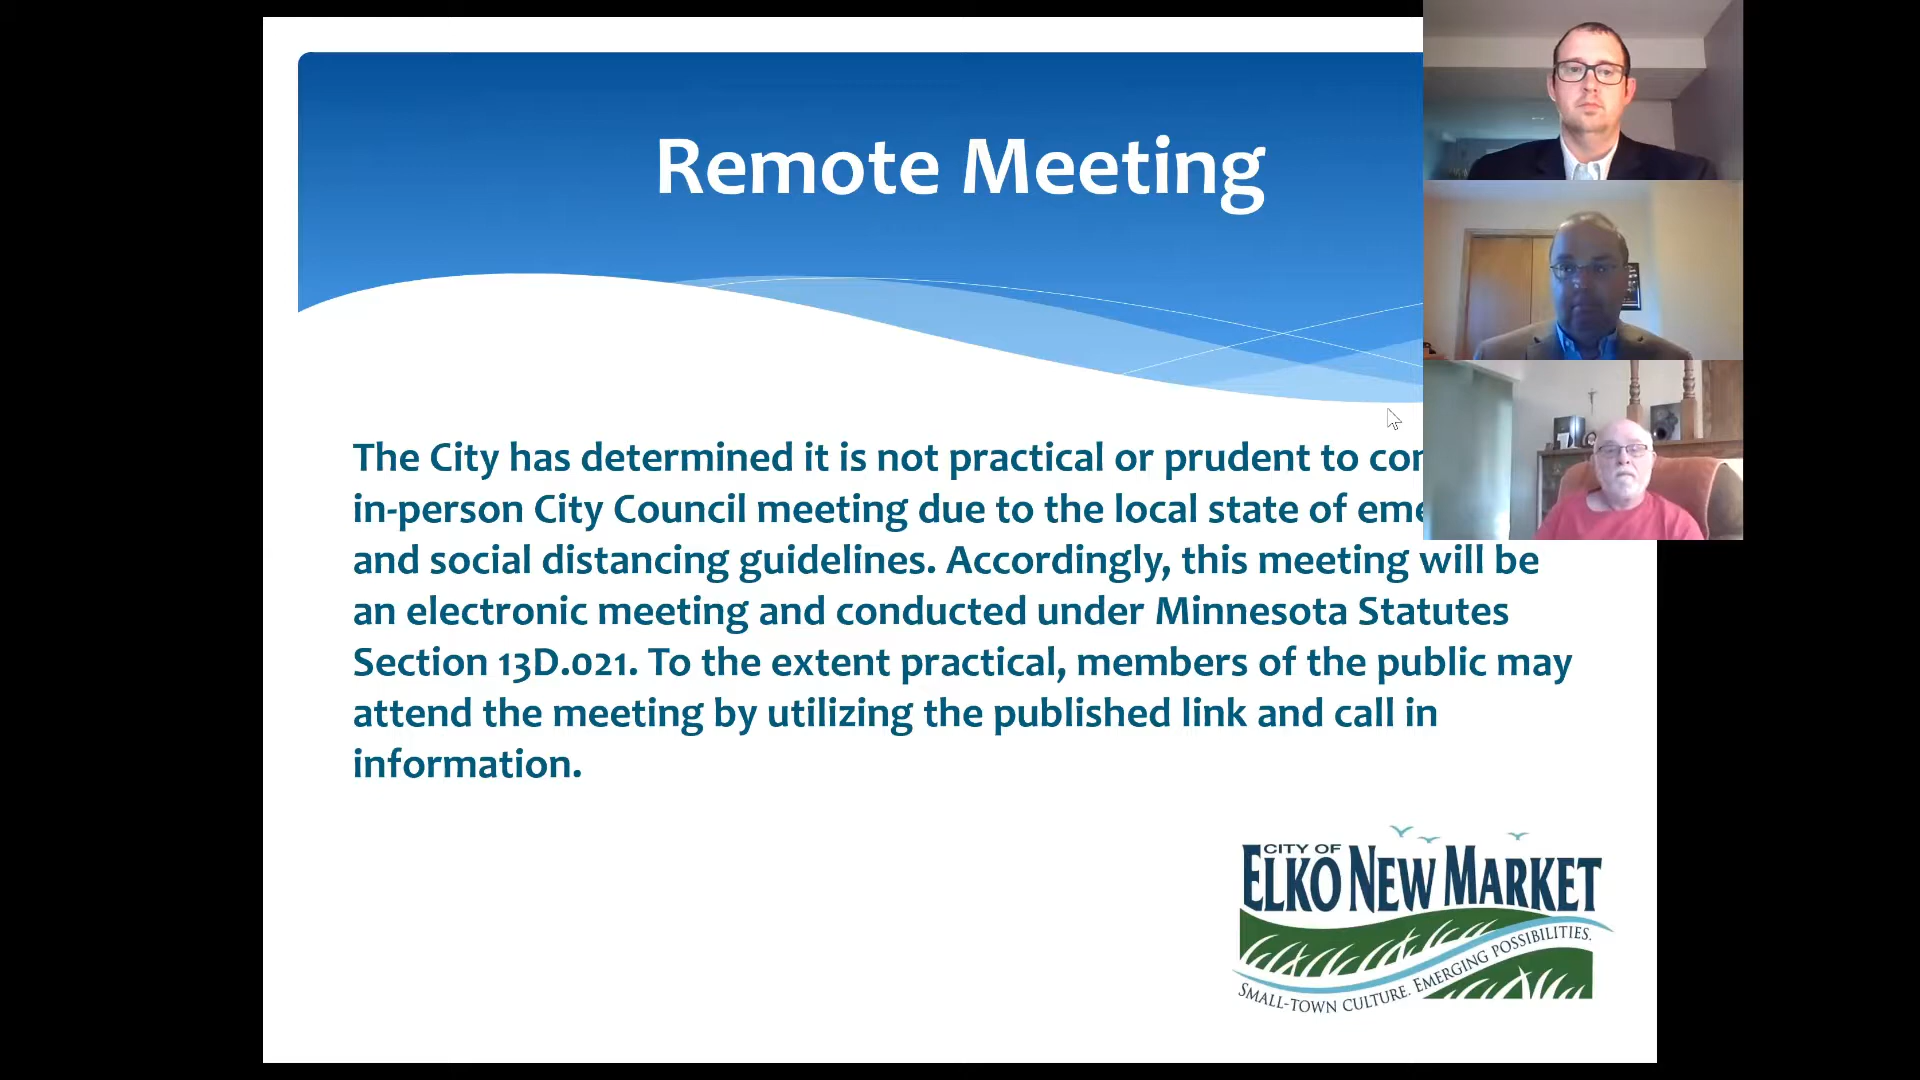 Remote Meeting
The City has determined it is not practical or prudent to
in-person City Council meeting due to the local state of
and social distancing guidelines. Accordingly, this meeting will be
an electronic meeting and conducted under Minnesota Statutes
Section 13D.021. To the extent practical, members of the public may
attend the meeting by utilizing the published link and call in
information.
CITY OF
ELKO NEW MARKET
SMALL-TOWN CULTURE. EMERGING POSSIBILITIES.